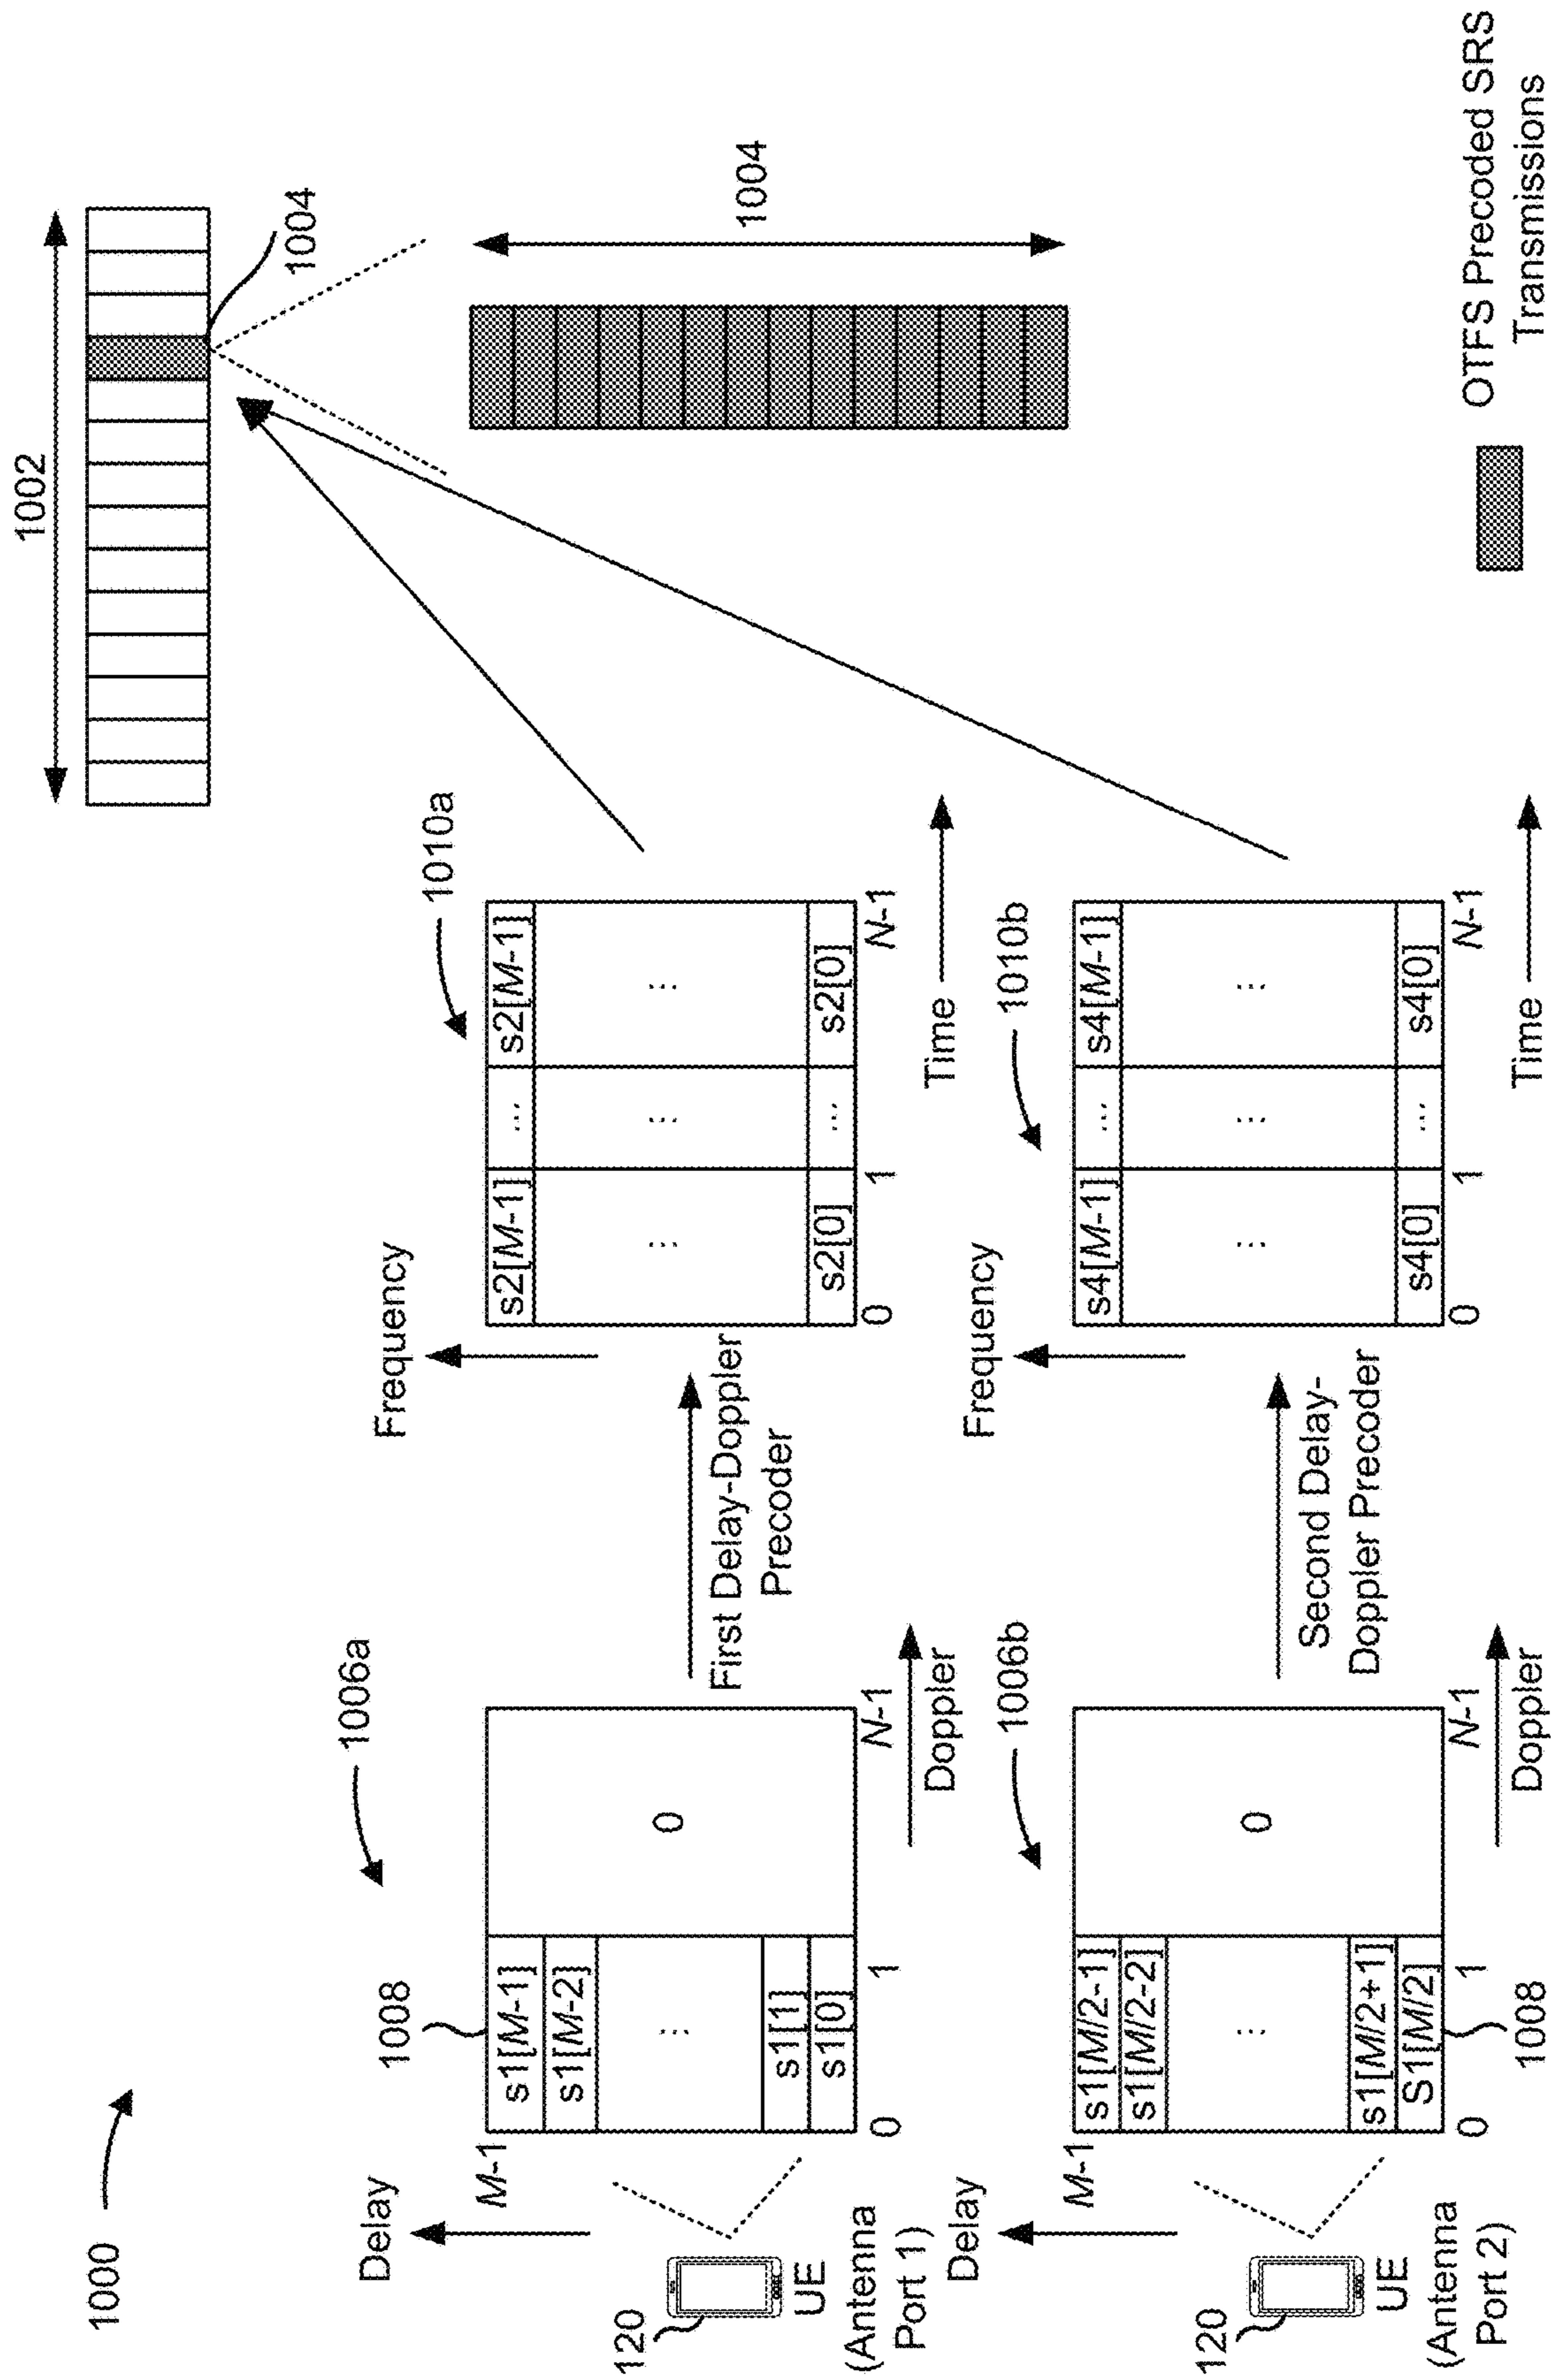 1000
1002
1004
1004
Delay
M-1
1008
1006a
s1[M-1]
s1[M-2]
...
s1[1]
s1[0]
0
0
1
N-1
Doppler
120
UE
(Antenna
Port 1)
First Delay-Doppler
Precoder
Frequency
1010a
s2[M-1]
...
s2[M-1]
...
...
...
s2[0]
...
s2[0]
0
1
N-1
Time
Delay
M-1
1006b
s1[M/2-1]
s1[M/2-2]
...
s1[M/2+1]
S1[M/2]
0
0
1
N-1
Doppler
1008
120
UE
(Antenna
Port 2)
Second Delay-
Doppler Precoder
Frequency
1010b
s4[M-1]
...
s4[M-1]
...
...
...
s4[0]
...
s4[0]
0
1
N-1
Time
OTFS Precoded SRS
Transmissions